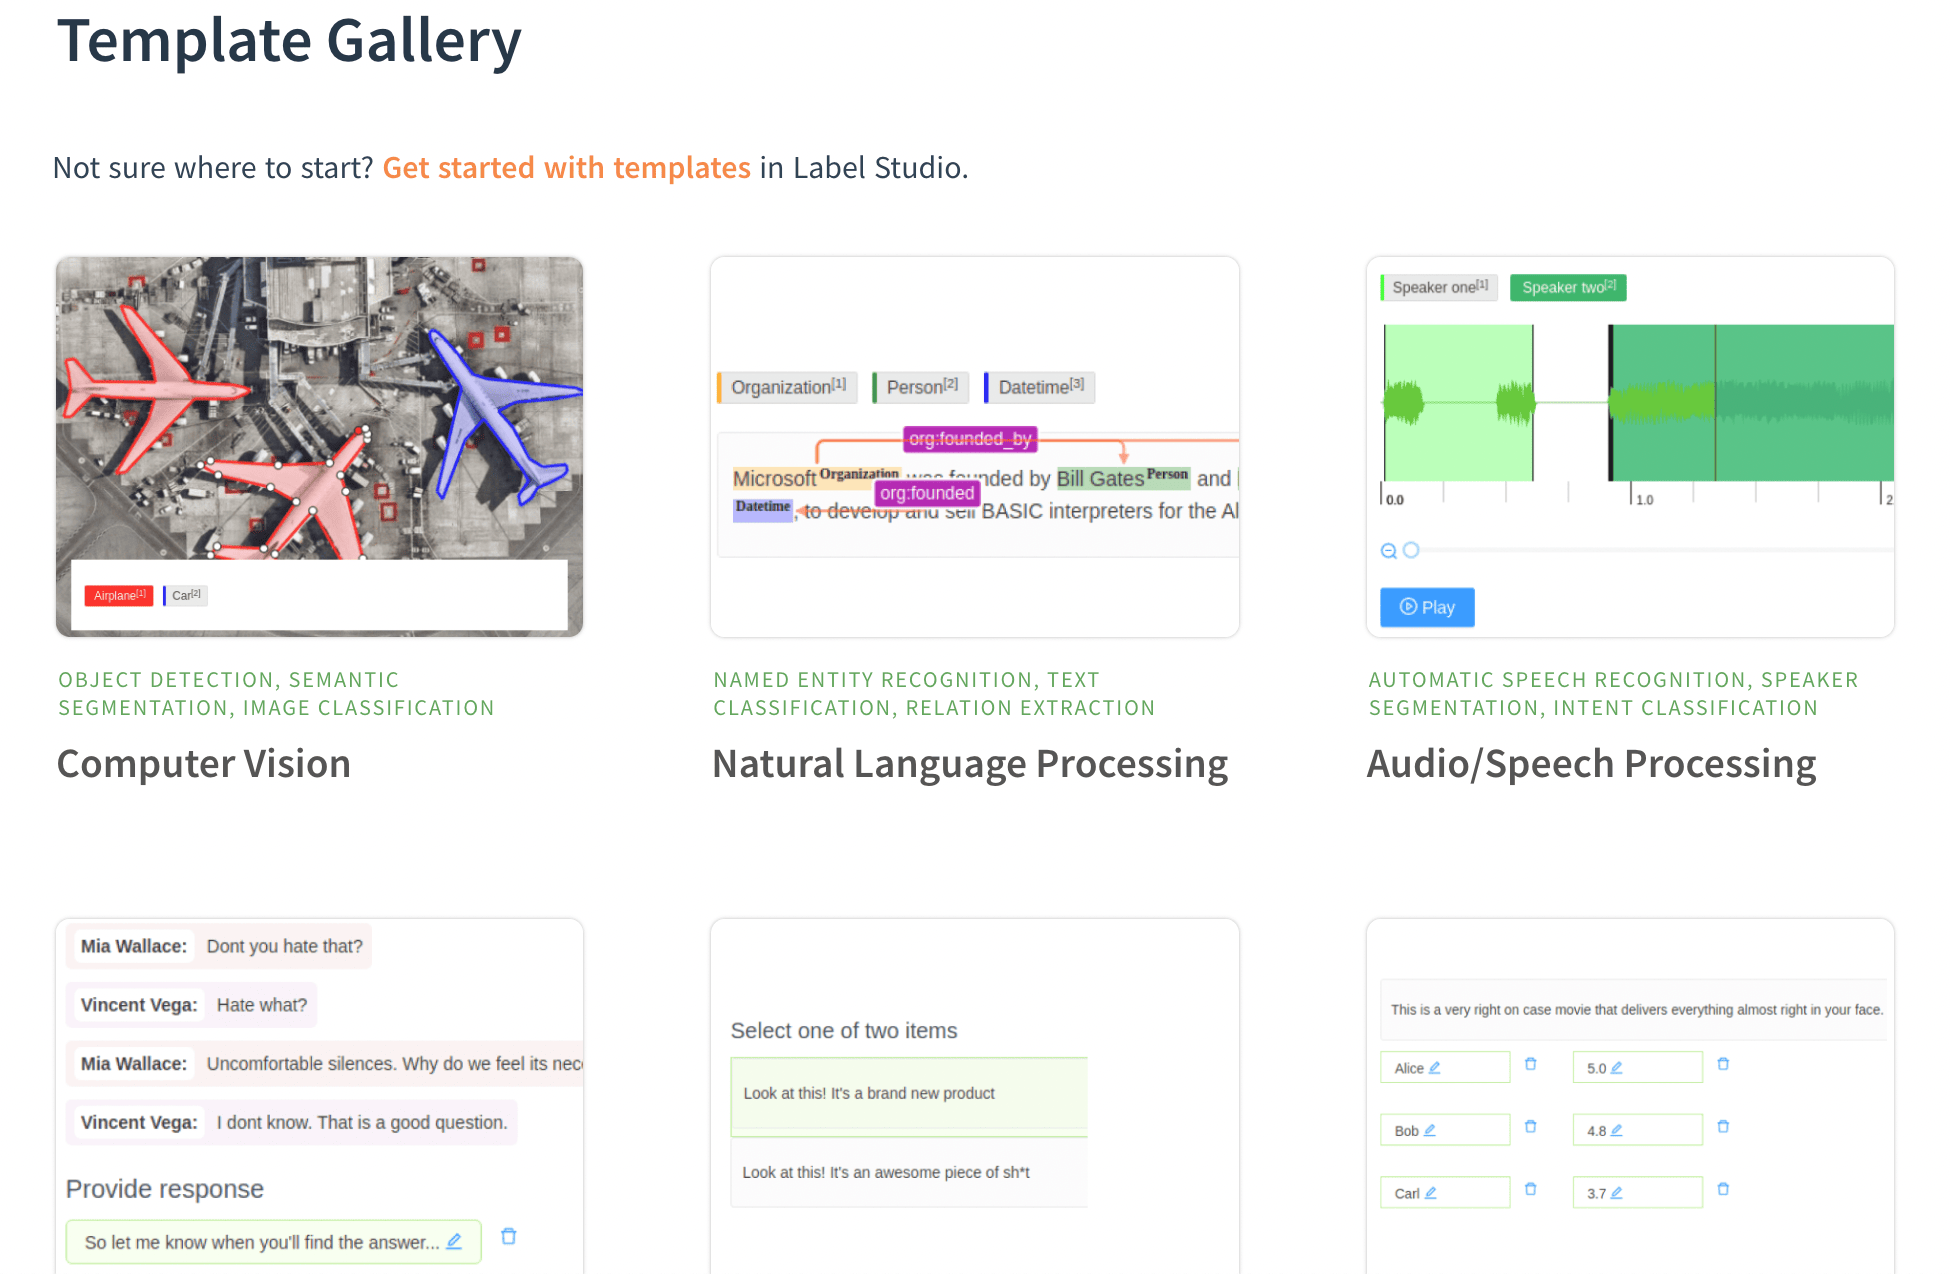 Template Gallery
Not sure where to start? Get started with templates in Label Studio.
Airplane[1] Car[2]
OBJECT DETECTION, SEMANTIC
SEGMENTATION, IMAGE CLASSIFICATION
Computer Vision
Organization[1] Person[2] Datetime[3]
org:founded_by
Microsoft Organization was founded by Bill Gates Person and
org:founded
Datetime, to develop and sell BASIC interpreters for the Al
NAMED ENTITY RECOGNITION, TEXT
CLASSIFICATION, RELATION EXTRACTION
Natural Language Processing
Speaker one[1] Speaker two[2]
0.0 1.0 2
Play
AUTOMATIC SPEECH RECOGNITION, SPEAKER
SEGMENTATION, INTENT CLASSIFICATION
Audio/Speech Processing
Mia Wallace: Dont you hate that?
Vincent Vega: Hate what?
Mia Wallace: Uncomfortable silences. Why do we feel its nec
Vincent Vega: I dont know. That is a good question.
Provide response
So let me know when you'll find the answer...
Select one of two items
Look at this! It's a brand new product
Look at this! It's an awesome piece of sh*t
This is a very right on case movie that delivers everything almost right in your face.
Alice 5.0
Bob 4.8
Carl 3.7